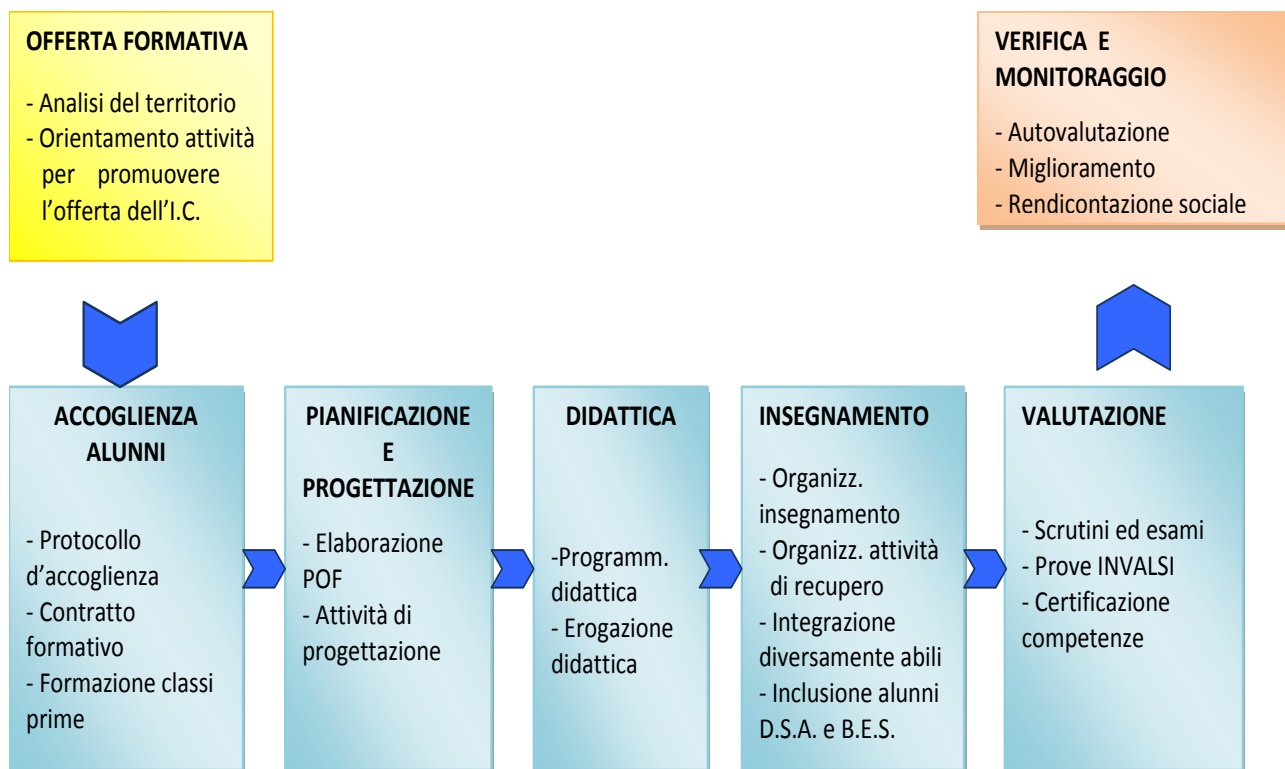 OFFERTA FORMATIVA
- Analisi del territorio
- Orientamento attività
per promuovere
l'offerta dell'I.C.
VERIFICA E
MONITORAGGIO
- Autovalutazione
- Miglioramento
- Rendicontazione sociale
ACCOGLIENZA
ALUNNI
- Protocollo
d'accoglienza
- Contratto
formativo
- Formazione classi
prime
PIANIFICAZIONE
E
PROGETTAZIONE
- Elaborazione
POF
- Attività di
progettazione
DIDATTICA
-Programm.
didattica
- Erogazione
didattica
INSEGNAMENTO
- Organizz.
insegnamento
- Organizz. attività
di recupero
- Integrazione
diversamente abili
- Inclusione alunni
D.S.A. e B.E.S.
VALUTAZIONE
- Scrutini ed esami
- Prove INVALSI
- Certificazione
competenze